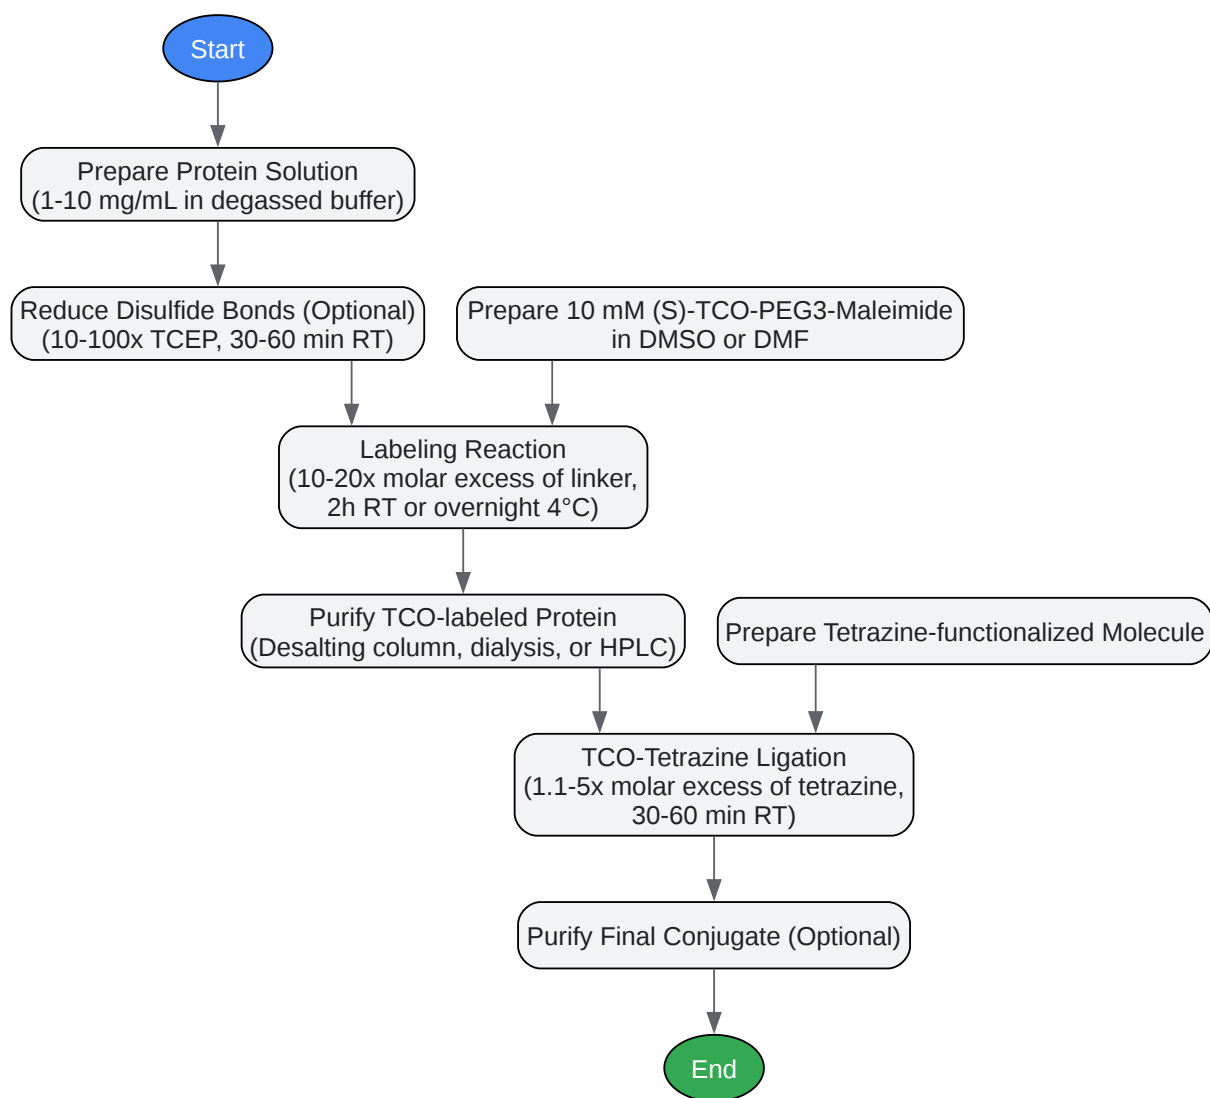 Start
Prepare Protein Solution
(1-10 mg/mL in degassed buffer)
Reduce Disulfide Bonds (Optional)
(10-100x TCEP, 30-60 min RT)
Prepare 10 mM (S)-TCO-PEG3-Maleimide
in DMSO or DMF
Labeling Reaction
(10-20x molar excess of linker,
2h RT or overnight 4°C)
Purify TCO-labeled Protein
(Desalting column, dialysis, or HPLC)
Prepare Tetrazine-functionalized Molecule
TCO-Tetrazine Ligation
(1.1-5x molar excess of tetrazine,
30-60 min RT)
Purify Final Conjugate (Optional)
End